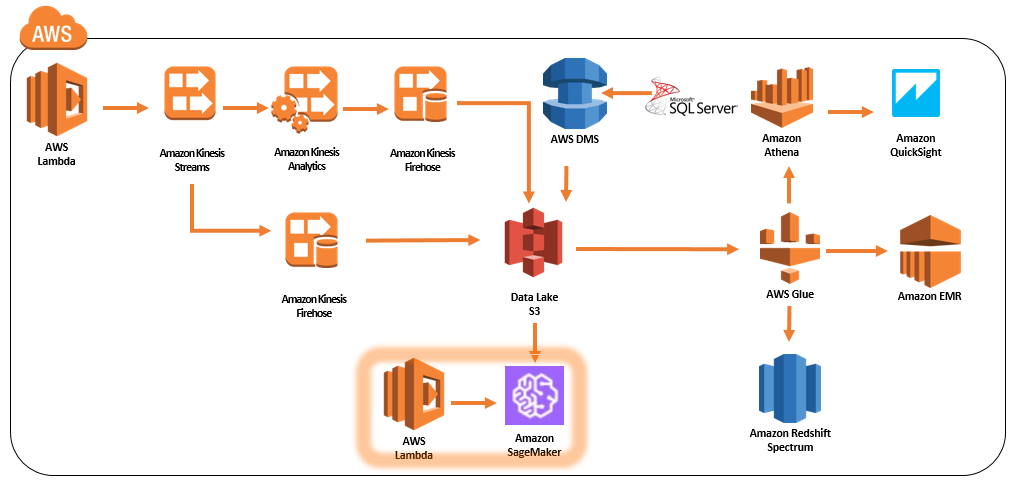 AWS
AWS
Lambda
Amazon Kinesis
Streams
Amazon Kinesis
Analytics
Amazon Kinesis
Firehose
AWS DMS
Microsoft
SQL Server
Amazon
Athena
Amazon
QuickSight
Amazon Kinesis
Firehose
Data Lake
S3
AWS Glue
Amazon EMR
AWS
Lambda
Amazon
SageMaker
Amazon Redshift
Spectrum